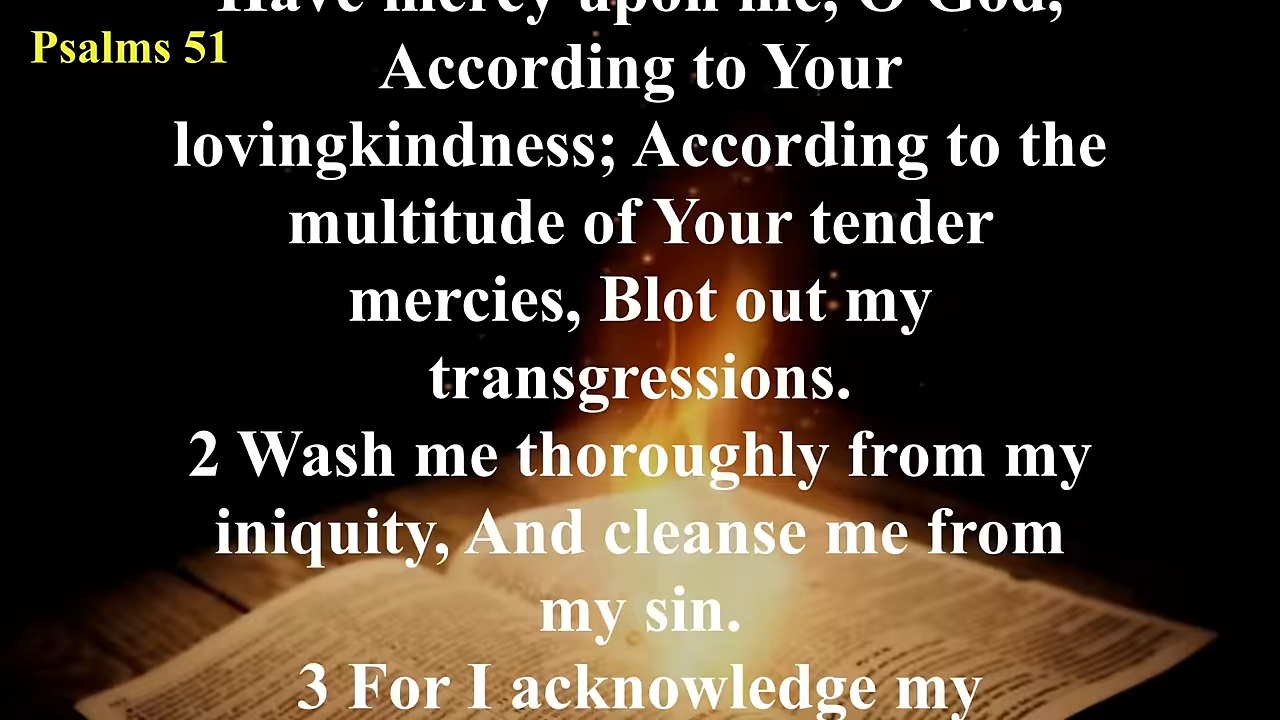 Have mercy upon me, O God,
Psalms 51
According to Your
lovingkindness; According to the
multitude of Your tender
mercies, Blot out my
transgressions.
2 Wash me thoroughly from my
iniquity, And cleanse me from
my sin.
3 For I acknowledge my